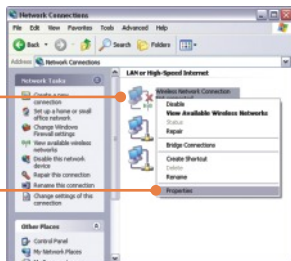 Network Connections
File Edit View Favorites Tools Advanced Help
Back Search Folders
Address Network Connections
Network Tasks
Create a new connection
Set up a home or small office network
Change Windows Firewall settings
View available wireless networks
Disable this network device
Repair this connection
Rename this connection
Change settings of this connection
Other Places
Control Panel
My Network Places
LAN or High-Speed Internet
Wireless Network Connection
Disable
View Available Wireless Networks
Status
Repair
Bridge Connections
Create Shortcut
Delete
Rename
Properties